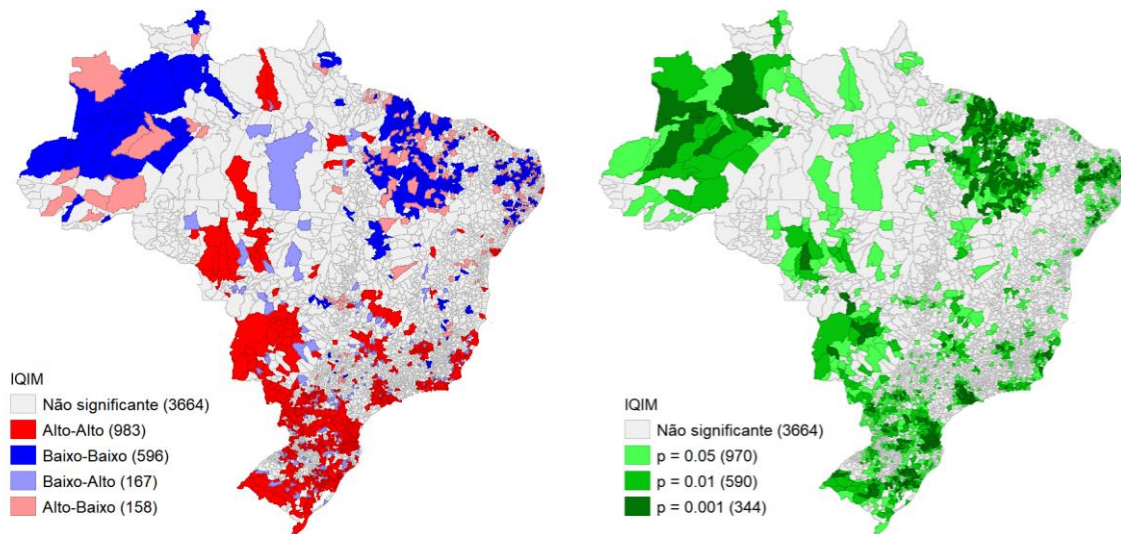 IQIM
Não significante (3664)
Alto-Alto (983)
Baixo-Baixo (596)
Baixo-Alto (167)
Alto-Baixo (158)
IQIM
Não significante (3664)
p = 0.05 (970)
p = 0.01 (590)
p = 0.001 (344)